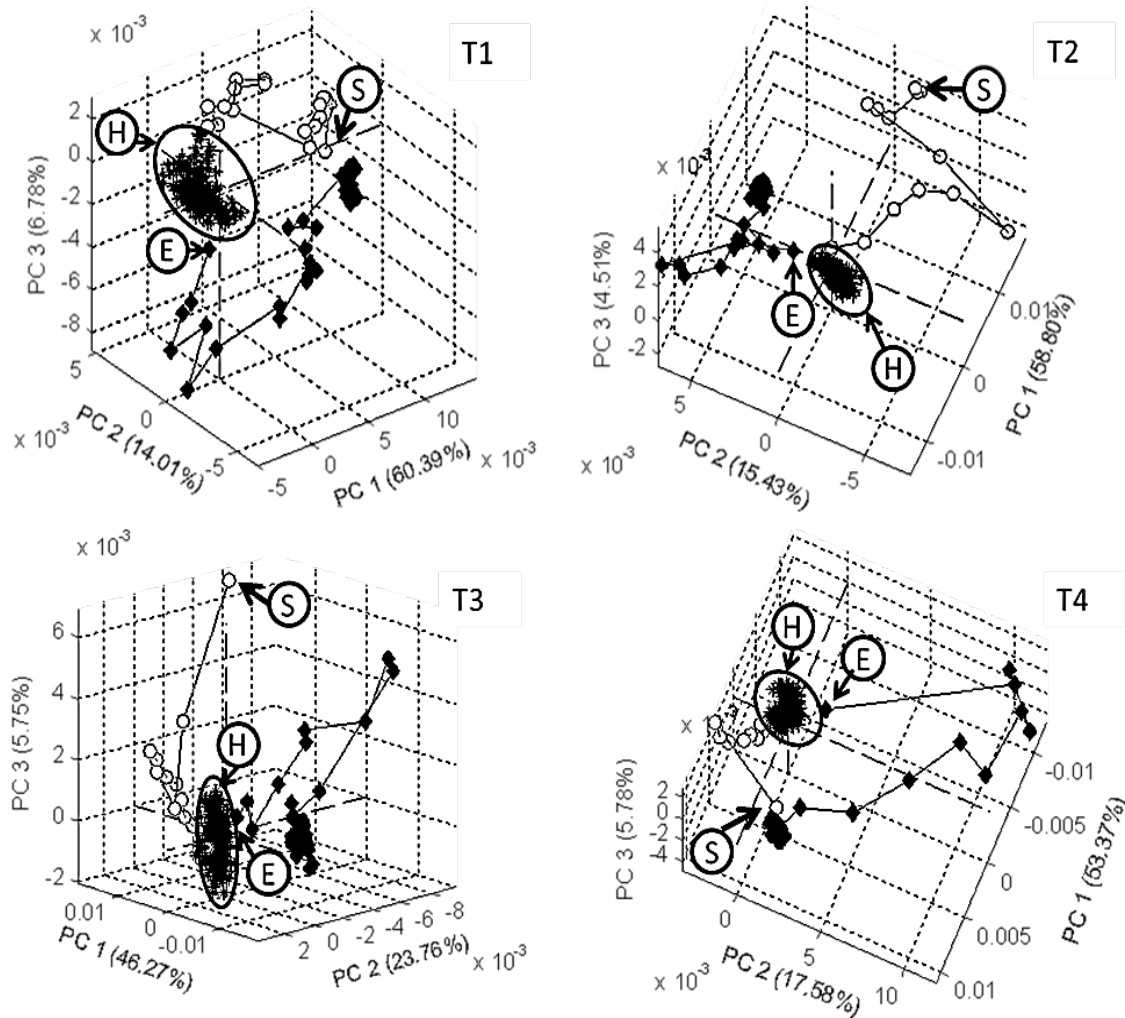 x 10⁻³
T1
H
S
E
2
0
-2
-4
-6
-8
PC 3 (6.78%)
5
0
-5
x 10⁻³
PC 2 (14.01%)
-5
0
5
10
PC 1 (60.39%)
x 10⁻³
T2
S
E
H
4
2
0
-2
PC 3 (4.51%)
5
0
-5
x 10⁻³
PC 2 (15.43%)
0.01
0
-0.01
PC 1 (58.80%)
x 10⁻³
T3
S
H
E
6
4
2
0
-2
PC 3 (5.75%)
0.01
0
-0.01
PC 1 (46.27%)
2 0 -2 -4 -6 -8
PC 2 (23.76%)
x 10⁻³
T4
H
E
S
2
0
-2
-4
PC 3 (5.78%)
0
5
10
x 10⁻³
PC 2 (17.58%)
-0.01
-0.005
0
0.005
0.01
PC 1 (53.37%)